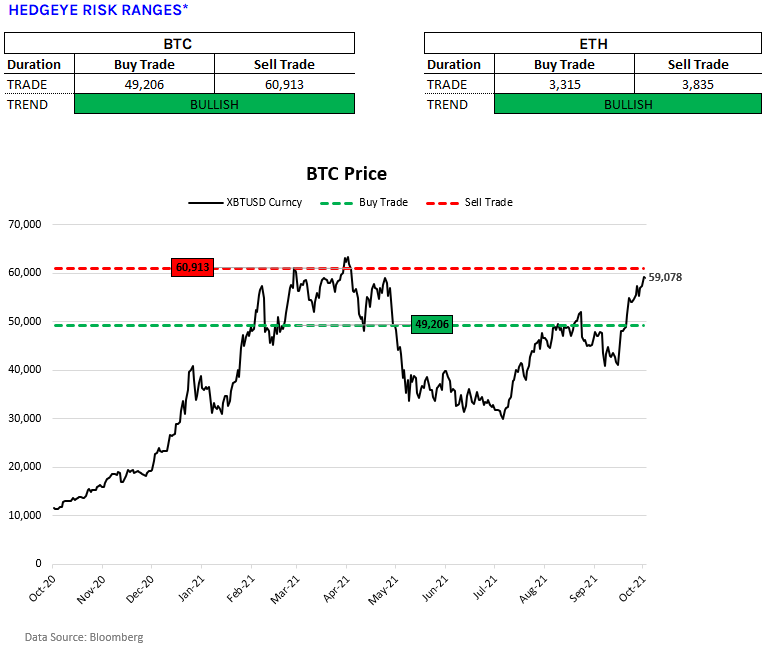 HEDGEYE RISK RANGES*
BTC
Duration Buy Trade Sell Trade
TRADE 49,206 60,913
TREND BULLISH
ETH
Duration Buy Trade Sell Trade
TRADE 3,315 3,835
TREND BULLISH
BTC Price
XBTUSD Curncy Buy Trade Sell Trade
70,000
60,000
50,000
40,000
30,000
20,000
10,000
0
60,913
59,078
49,206
Oct-20 Nov-20 Dec-20 Jan-21 Feb-21 Mar-21 Apr-21 May-21 Jun-21 Jul-21 Aug-21 Sep-21 Oct-21
Data Source: Bloomberg